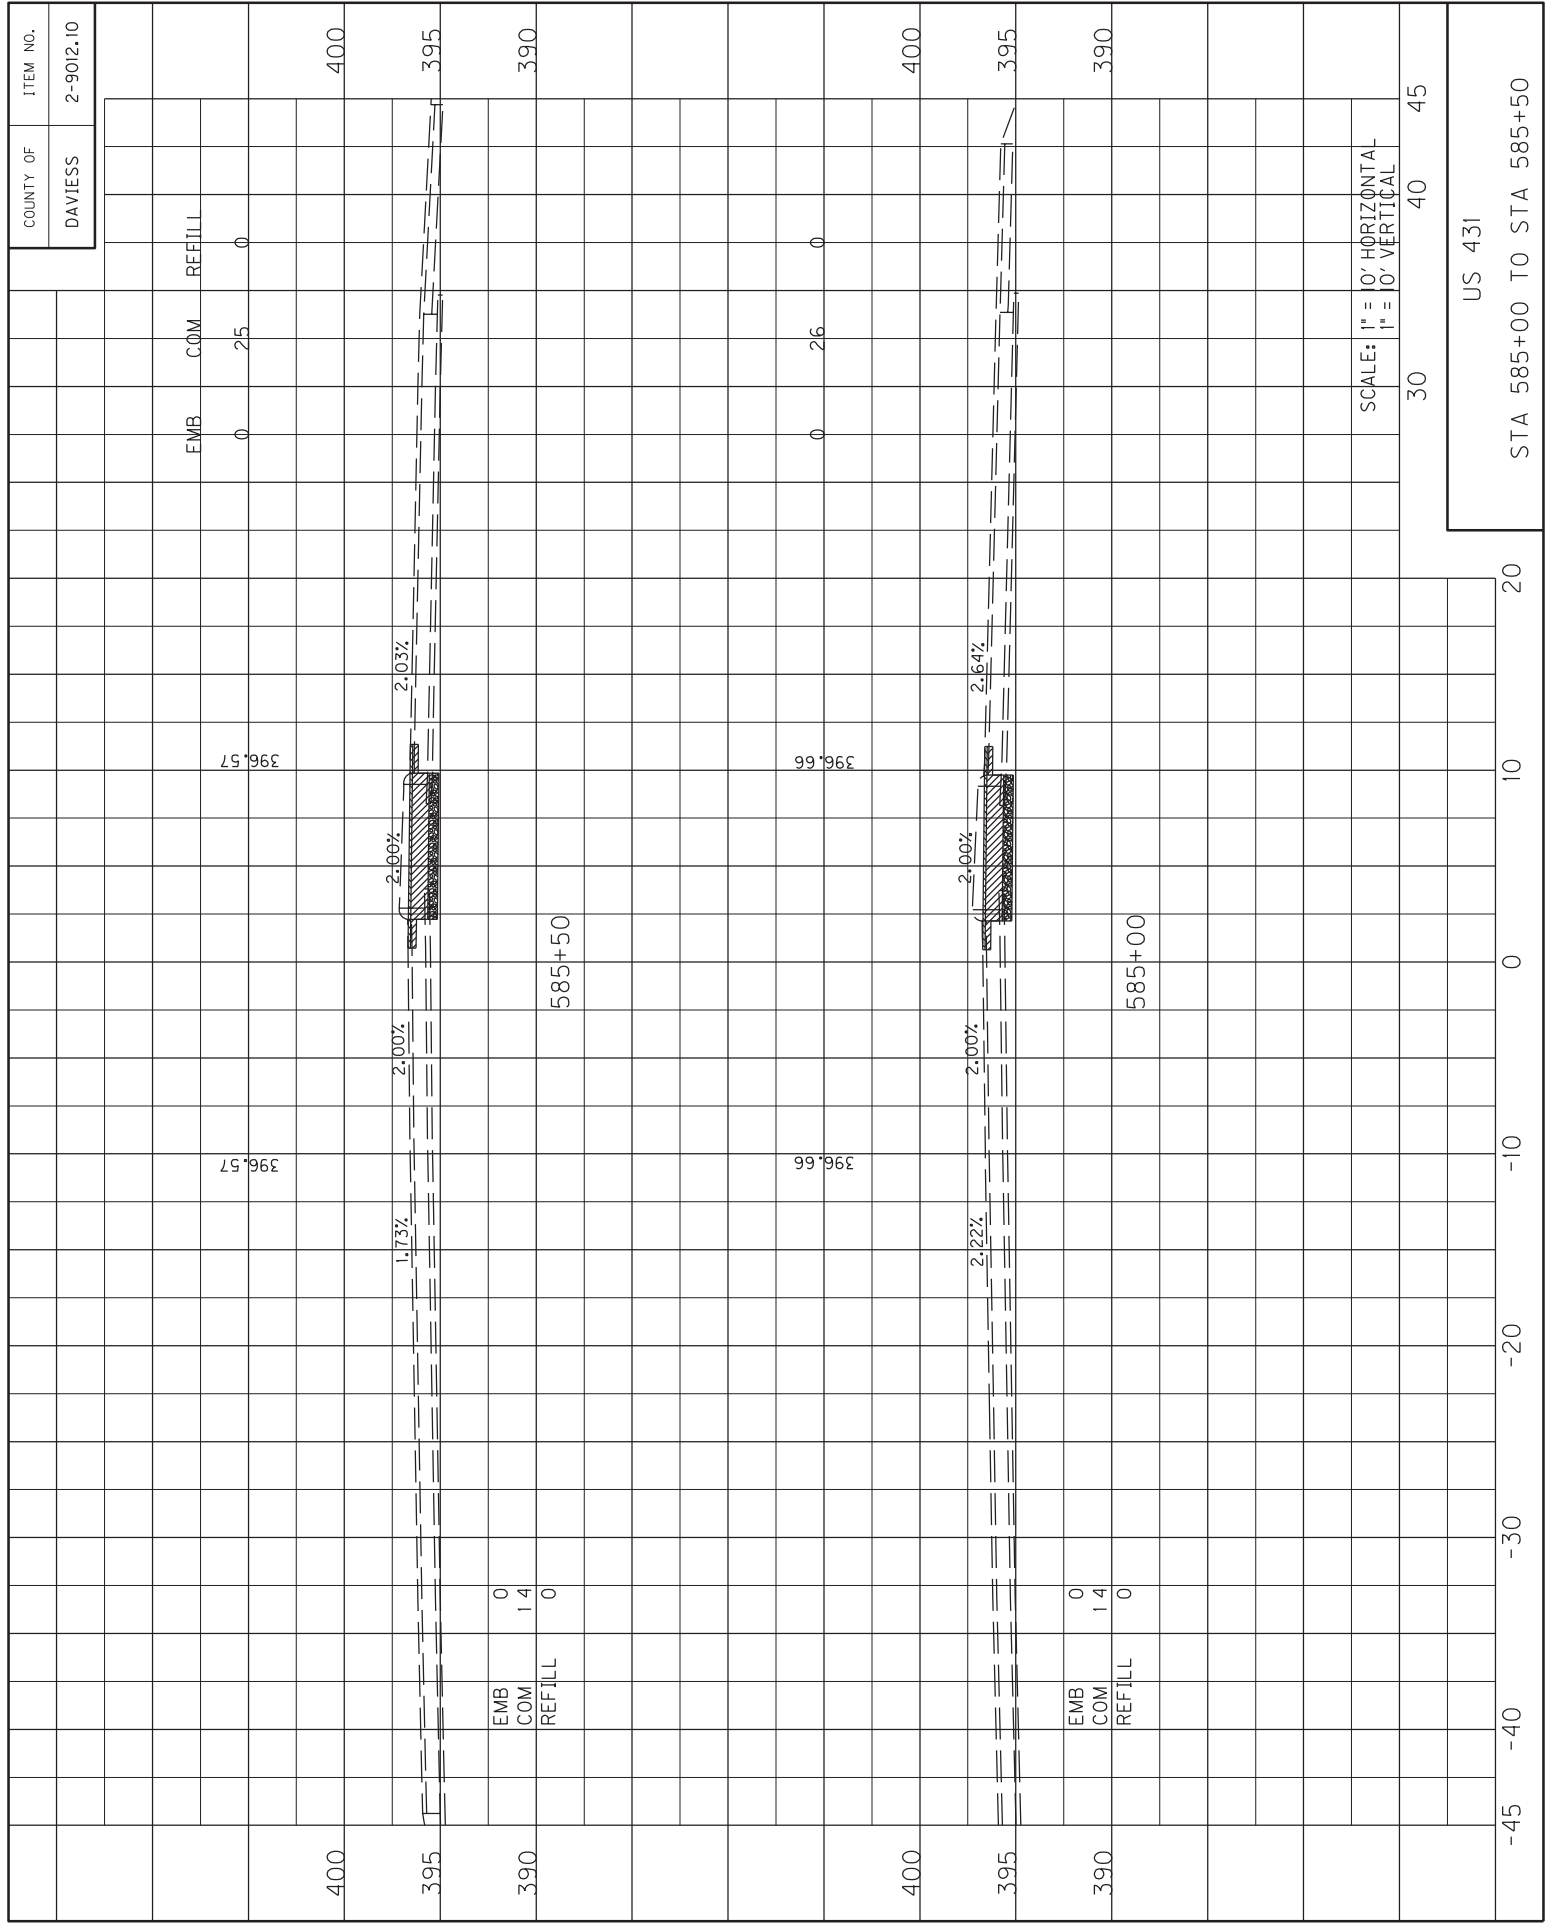 COUNTY OF
ITEM NO.
DAVIESS
2-9012.10
EMB
COM
REFILL
0
25
0
400
400
395
395
390
390
396.57
396.57
1.73%
2.00%
2.00%
2.03%
585+50
EMB 0
COM 14
REFILL 0
0
26
0
396.66
396.66
400
400
395
395
390
390
2.22%
2.00%
2.00%
2.64%
585+00
EMB 0
COM 14
REFILL 0
SCALE: 1" = 10' HORIZONTAL
1" = 10' VERTICAL
30
40
45
US 431
STA 585+00 TO STA 585+50
-45
-40
-30
-20
-10
0
10
20